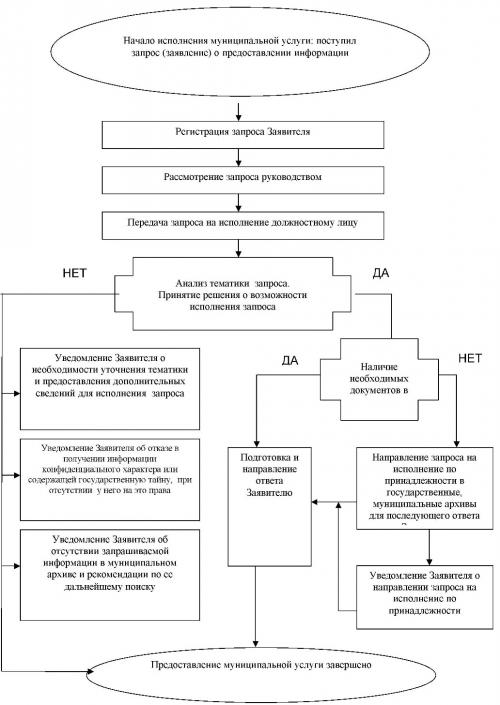 Начало исполнения муниципальной услуги: поступил
запрос (заявление) о предоставлении информации
Регистрация запроса Заявителя
Рассмотрение запроса руководством
Передача запроса на исполнение должностному лицу
НЕТ
ДА
Анализ тематики запроса.
Принятие решения о возможности
исполнения запроса
Уведомление Заявителя о
необходимости уточнения тематики
и предоставления дополнительных
сведений для исполнения запроса
ДА
НЕТ
Наличие
необходимых
документов в
Уведомление Заявителя об отказе в
получении информации
конфиденциального характера или
содержащей государственную тайну, при
отсутствии у него на это права
Подготовка и
направление
ответа
Заявителю
Направление запроса на
исполнение по
принадлежности в
государственные,
муниципальные архивы
для последующего ответа
Уведомление Заявителя об
отсутствии запрашиваемой
информации в муниципальном
архиве и рекомендации по ее
дальнейшему поиску
Уведомление Заявителя о
направлении запроса на
исполнение по
принадлежности
Предоставление муниципальной услуги завершено